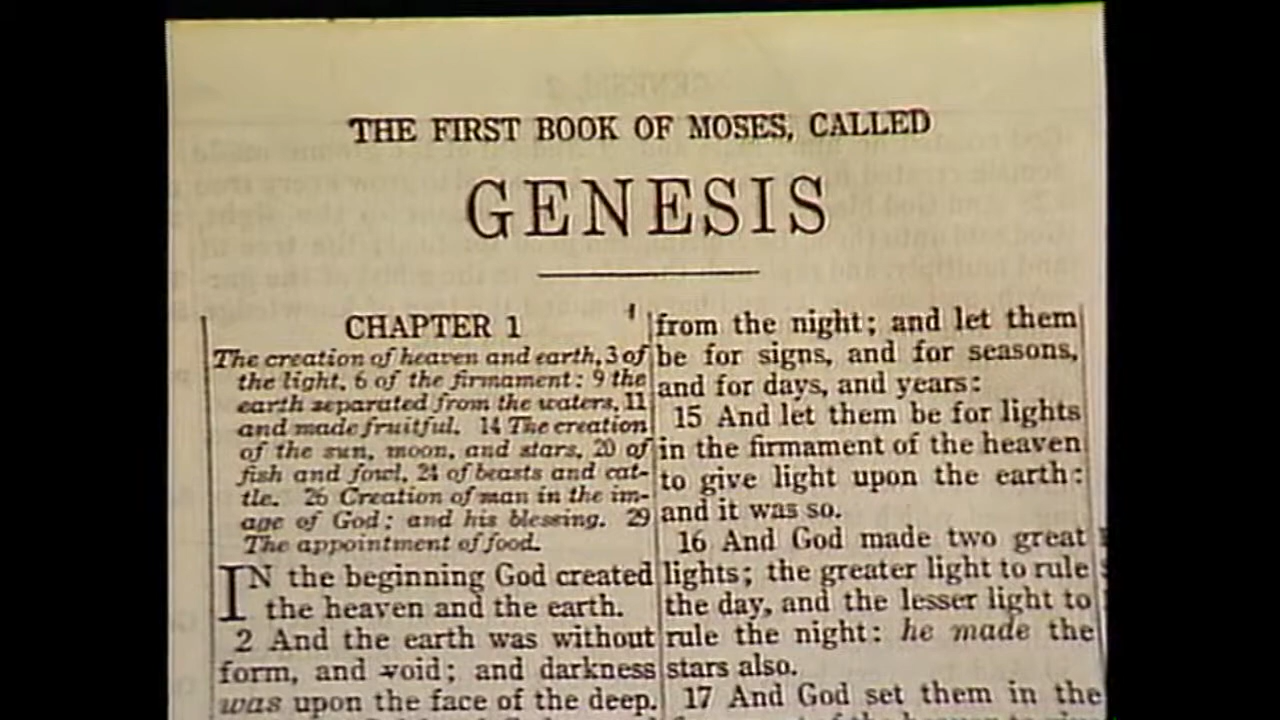 THE FIRST BOOK OF MOSES, CALLED
GENESIS
CHAPTER 1
The creation of heaven and earth, 3 of
the light, 6 of the firmament: 9 the
earth separated from the waters, 11
and made fruitful. 14 The creation
of the sun, moon, and stars, 20 of
fish and fowl, 24 of beasts and cat-
tle. 26 Creation of man in the im-
age of God; and his blessing. 29
The appointment of food.
IN the beginning God created
the heaven and the earth.
2 And the earth was without
form, and void; and darkness
was upon the face of the deep.
from the night; and let them
be for signs, and for seasons,
and for days, and years:
15 And let them be for lights
in the firmament of the heaven
to give light upon the earth:
and it was so.
16 And God made two great
lights; the greater light to rule
the day, and the lesser light to
rule the night: he made the
stars also.
17 And God set them in the